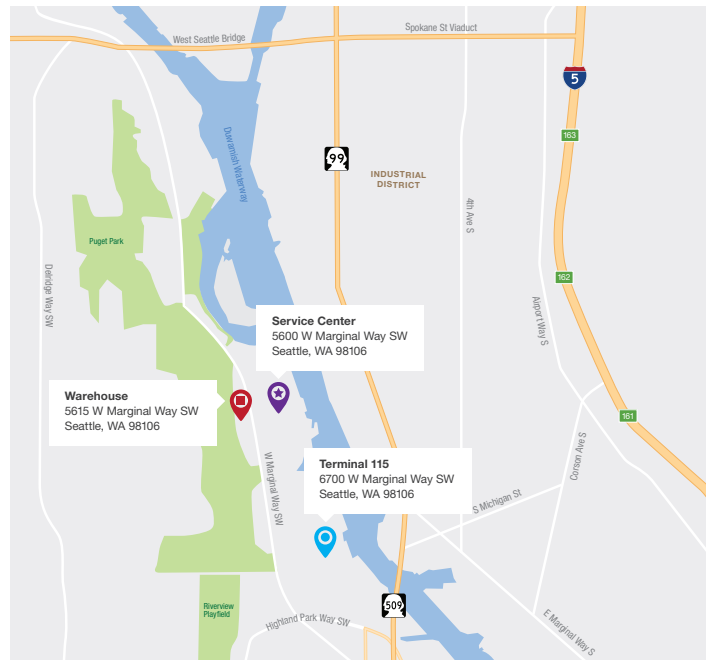 Spokane St Viaduct
West Seattle Bridge
5
163
Duwamish Waterway
99
INDUSTRIAL
DISTRICT
4th Ave S
Puget Park
Delridge Way SW
162
Airport Way S
Service Center
5600 W Marginal Way SW
Seattle, WA 98106
Warehouse
5615 W Marginal Way SW
Seattle, WA 98106
161
Corson Ave S
W Marginal Way SW
Terminal 115
6700 W Marginal Way SW
Seattle, WA 98106
S Michigan St
Riverview
Playfield
509
Highland Park Way SW
E Marginal Way S